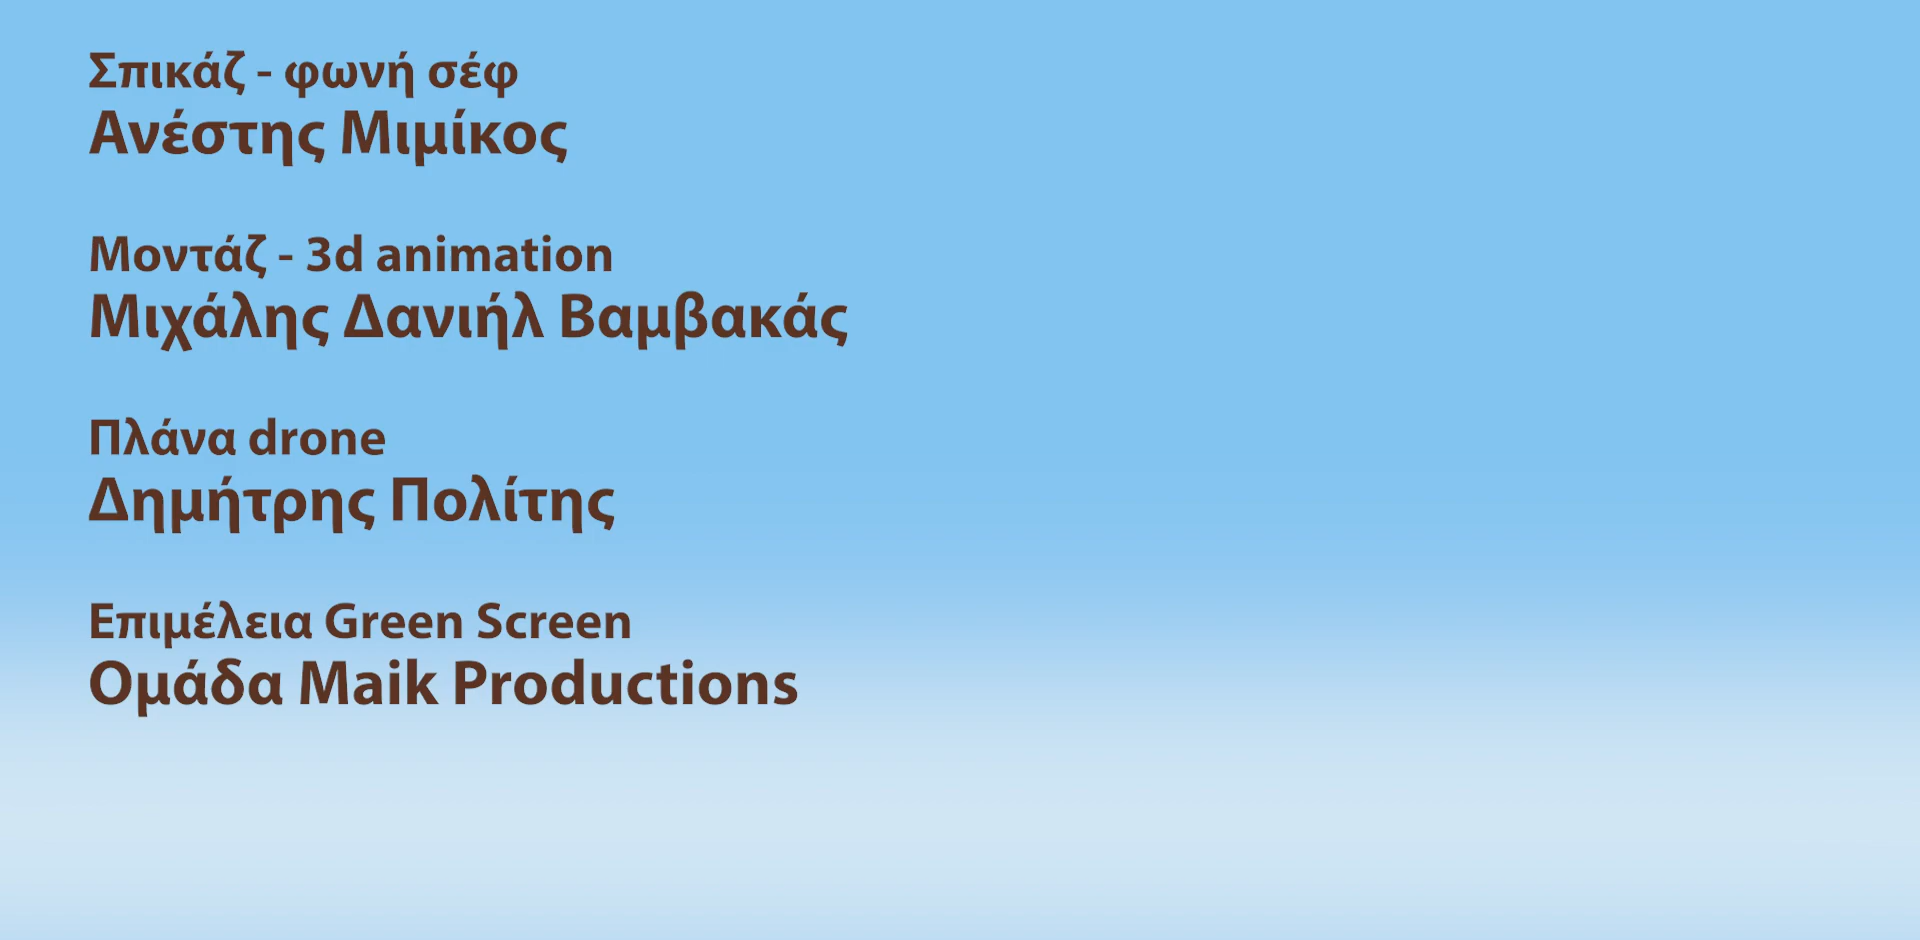 Σπικάζ - φωνή σέφ
Ανέστης Μιμίκος
Μοντάζ - 3d animation
Μιχάλης Δανιήλ Βαμβακάς
Πλάνα drone
Δημήτρης Πολίτης
Επιμέλεια Green Screen
Ομάδα Maik Productions